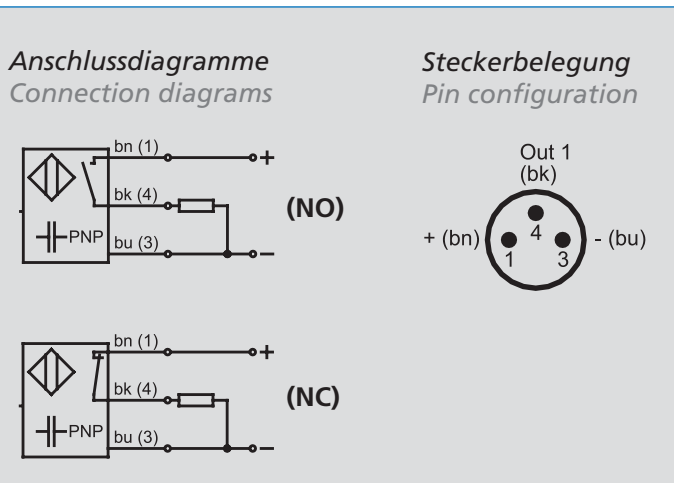 Anschlussdiagramme
Connection diagrams
bn (1)
+
bk (4)
(NO)
PNP
bu (3)
−
bn (1)
+
bk (4)
(NC)
PNP
bu (3)
−
Steckerbelegung
Pin configuration
Out 1
(bk)
+ (bn)
- (bu)
4
1
3